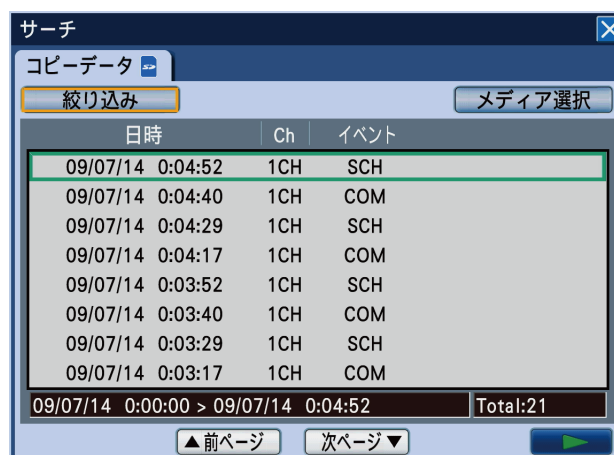 サーチ
コピーデータ
絞り込み メディア選択
日時 Ch イベント
09/07/14 0:04:52 1CH SCH
09/07/14 0:04:40 1CH COM
09/07/14 0:04:29 1CH SCH
09/07/14 0:04:17 1CH COM
09/07/14 0:03:52 1CH SCH
09/07/14 0:03:40 1CH COM
09/07/14 0:03:29 1CH SCH
09/07/14 0:03:17 1CH COM
09/07/14 0:00:00 > 09/07/14 0:04:52 Total:21
▲前ページ 次ページ▼